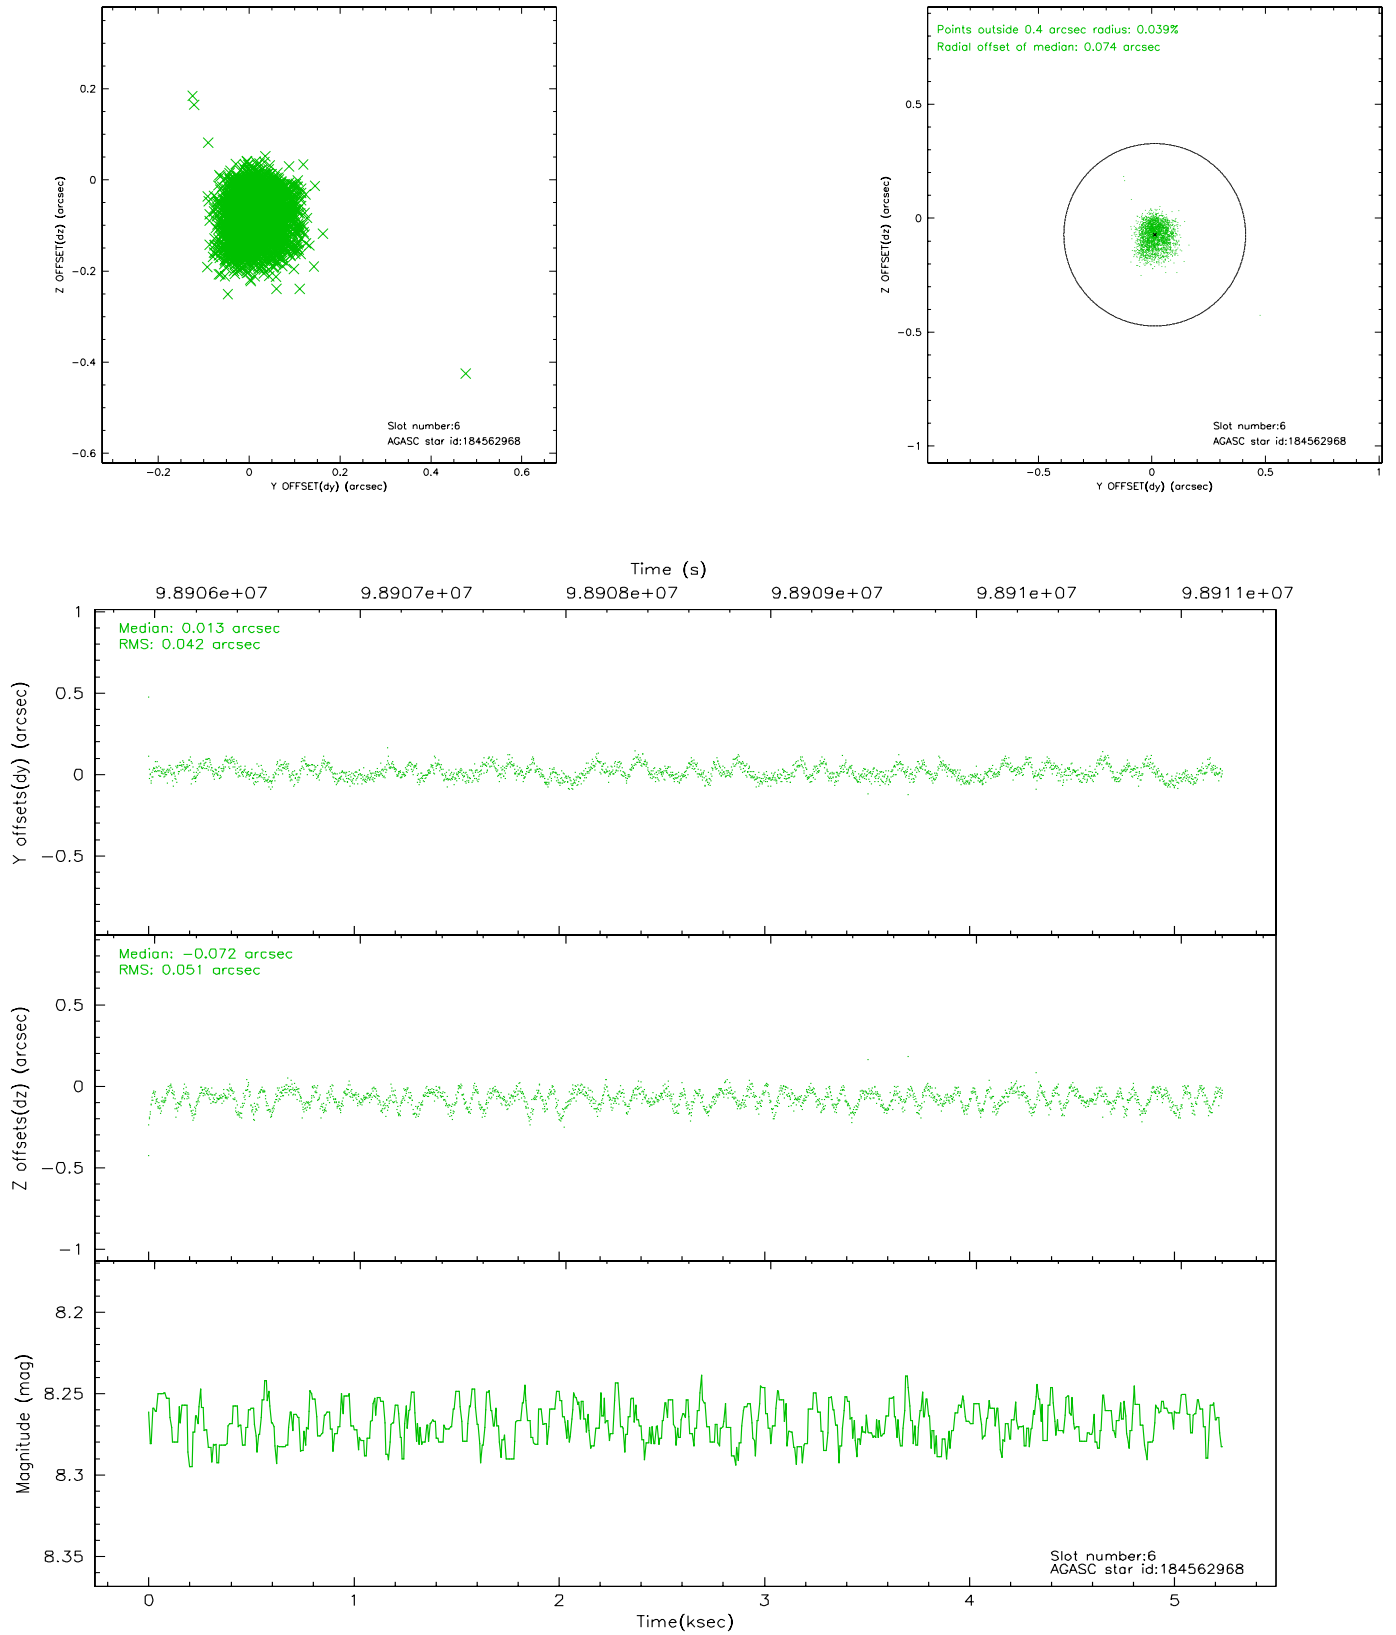 Points outside 0.4 arcsec radius: 0.039%
Radial offset of median: 0.074 arcsec
0.2
0
−0.2
−0.4
−0.6
Z OFFSET(dz) (arcsec)
Slot number:6
AGASC star id:184562968
−0.2 0 0.2 0.4 0.6
Y OFFSET(dy) (arcsec)
0.5
0
−0.5
−1
Z OFFSET(dz) (arcsec)
Slot number:6
AGASC star id:184562968
−0.5 0 0.5 1
Y OFFSET(dy) (arcsec)
Time (s)
9.8906e+07 9.8907e+07 9.8908e+07 9.8909e+07 9.891e+07 9.8911e+07
Median: 0.013 arcsec
RMS: 0.042 arcsec
1
0.5
0
−0.5
Y offsets(dy) (arcsec)
Median: −0.072 arcsec
RMS: 0.051 arcsec
0.5
0
−0.5
−1
Z offsets(dz) (arcsec)
8.2
8.25
8.3
8.35
Magnitude (mag)
Slot number:6
AGASC star id:184562968
0 1 2 3 4 5
Time(ksec)